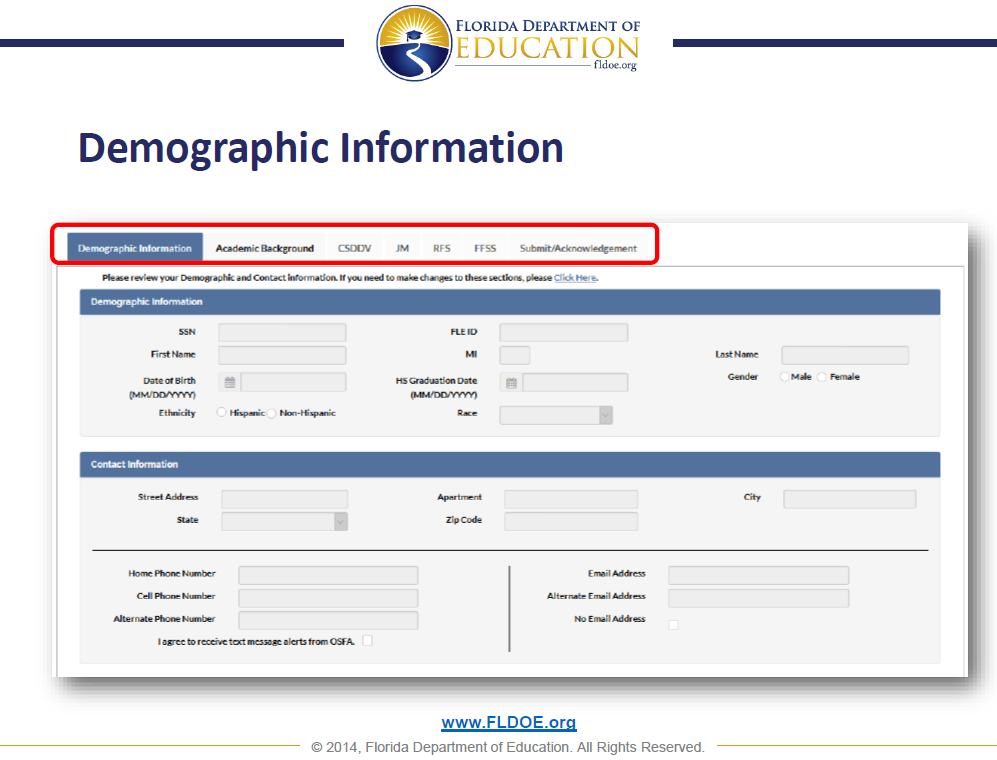 FLORIDA DEPARTMENT OF
EDUCATION
fldoe.org
Demographic Information
Demographic Information Academic Background CSDDV JM RFS FFSS Submit/Acknowledgement
Please review your Demographic and Contact information. If you need to make changes to these sections, please Click Here.
Demographic Information
SSN FLE ID
First Name MI Last Name
Date of Birth HS Graduation Date Gender Male Female
(MM/DD/YYYY) (MM/DD/YYYY)
Ethnicity Hispanic Non-Hispanic Race
Contact Information
Street Address Apartment City
State Zip Code
Home Phone Number Email Address
Cell Phone Number Alternate Email Address
Alternate Phone Number No Email Address
I agree to receive text message alerts from OSFA.
www.FLDOE.org
© 2014, Florida Department of Education. All Rights Reserved.